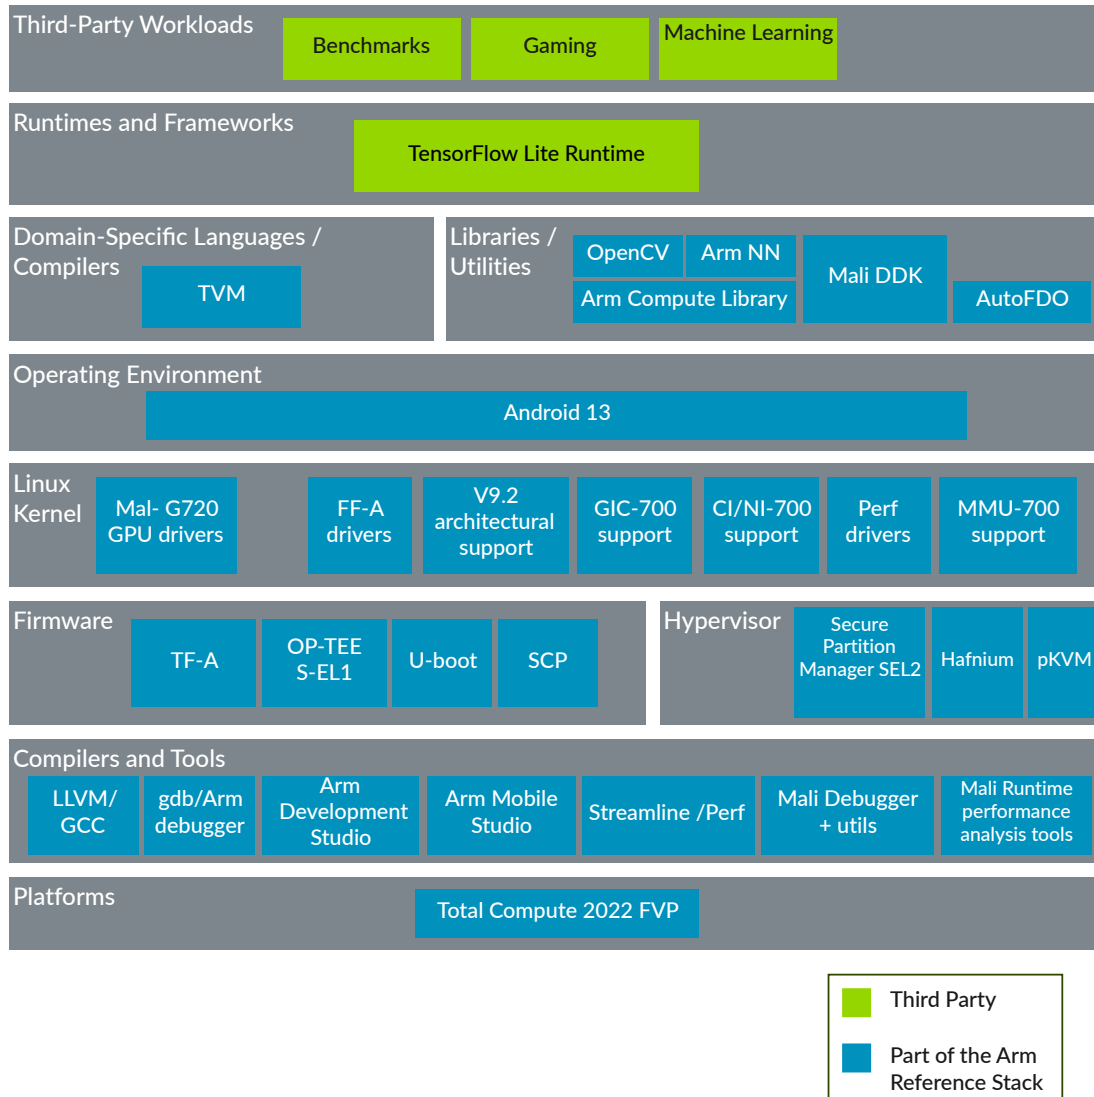 Third-Party Workloads
Benchmarks
Gaming
Machine Learning
Runtimes and Frameworks
TensorFlow Lite Runtime
Domain-Specific Languages /
Compilers
TVM
Libraries /
Utilities
OpenCV
Arm NN
Arm Compute Library
Mali DDK
AutoFDO
Operating Environment
Android 13
Linux
Kernel
Mal- G720
GPU drivers
FF-A
drivers
V9.2
architectural
support
GIC-700
support
CI/NI-700
support
Perf
drivers
MMU-700
support
Firmware
TF-A
OP-TEE
S-EL1
U-boot
SCP
Hypervisor
Secure
Partition
Manager SEL2
Hafnium
pKVM
Compilers and Tools
LLVM/
GCC
gdb/Arm
debugger
Arm
Development
Studio
Arm Mobile
Studio
Streamline /Perf
Mali Debugger
+ utils
Mali Runtime
performance
analysis tools
Platforms
Total Compute 2022 FVP
Third Party
Part of the Arm
Reference Stack